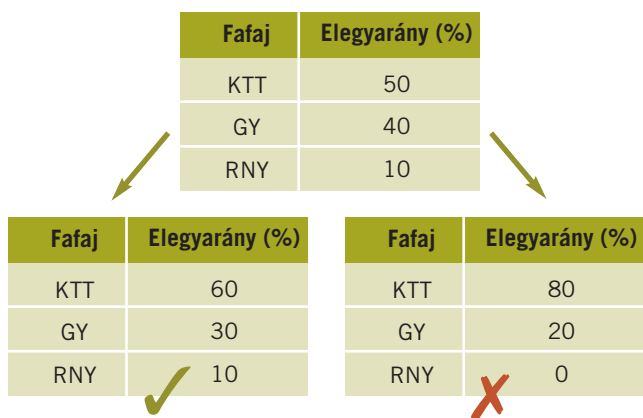 Fafaj Elegyarány (%)
KTT 50
GY 40
RNY 10
Fafaj Elegyarány (%)
KTT 60
GY 30
RNY 10
Fafaj Elegyarány (%)
KTT 80
GY 20
RNY 0